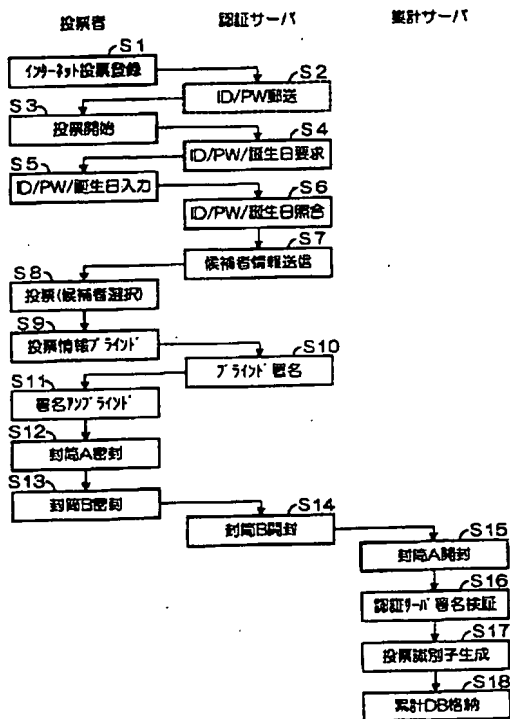 投票者 認証サーバ 累計サーバ
S1
インターネット投票登録
S2
ID/PW郵送
S3
投票開始
S4
ID/PW/誕生日要求
S5
ID/PW/誕生日入力
S6
ID/PW/誕生日照合
S7
候補者情報送信
S8
投票(候補者選択)
S9
投票情報ブラインド
S10
ブラインド署名
S11
署名アンブラインド
S12
封筒A密封
S13
封筒B密封
S14
封筒B開封
S15
封筒A開封
S16
認証サーバ署名検証
S17
投票識別子生成
S18
累計DB格納